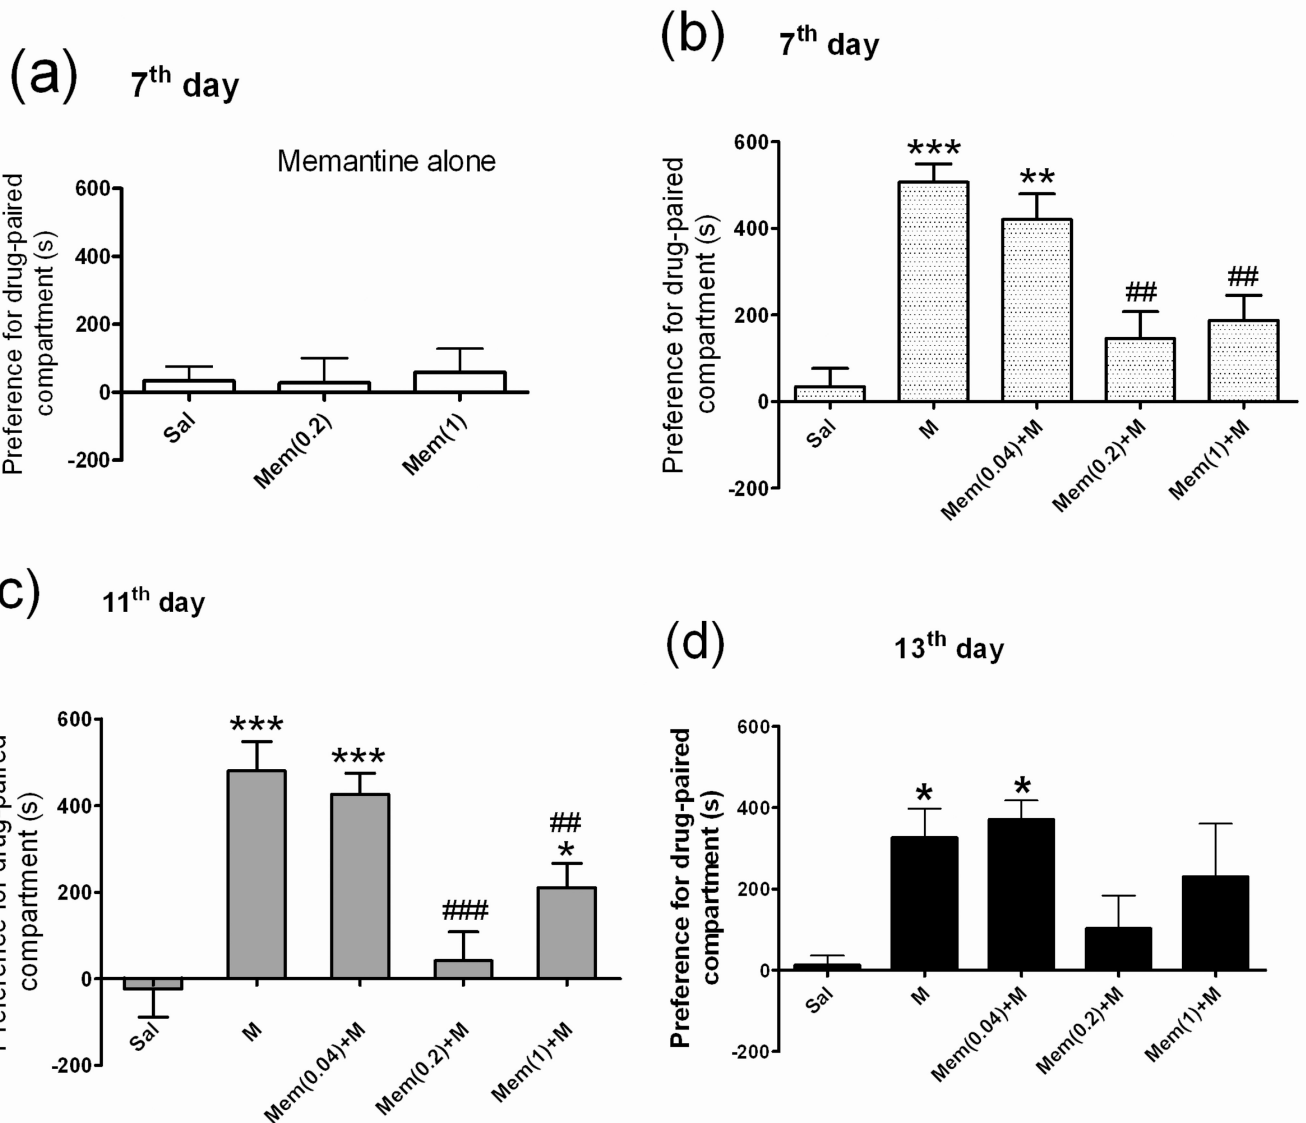 (a)
7th day
Memantine alone
Preference for drug-paired
compartment (s)
600
400
200
0
-200
Sal
Mem(0.2)
Mem(1)
(b)
7th day
Preference for drug-paired
compartment (s)
600
400
200
0
-200
***
**
##
##
Sal
M
Mem(0.04)+M
Mem(0.2)+M
Mem(1)+M
c)
11th day
Preference for drug-paired
compartment (s)
600
400
200
0
-200
***
***
###
##
*
Sal
M
Mem(0.04)+M
Mem(0.2)+M
Mem(1)+M
(d)
13th day
Preference for drug-paired
compartment (s)
600
400
200
0
-200
*
*
Sal
M
Mem(0.04)+M
Mem(0.2)+M
Mem(1)+M